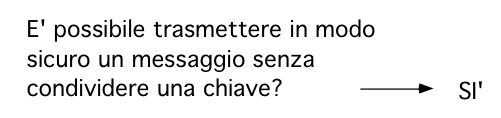 E' possibile trasmettere in modo
sicuro un messaggio senza
condividere una chiave?
SI'